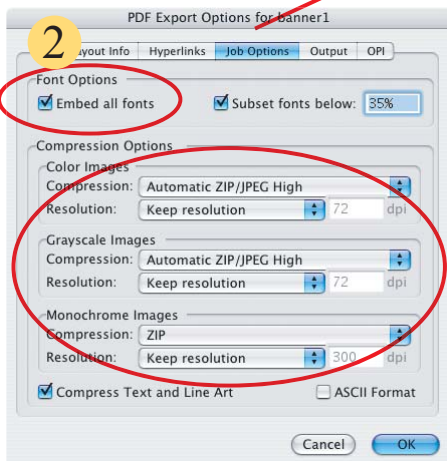 PDF Export Options for banner1
2
ayout Info Hyperlinks Job Options Output OPI
Font Options
Embed all fonts Subset fonts below: 35%
Compression Options
Color Images
Compression: Automatic ZIP/JPEG High
Resolution: Keep resolution 72 dpi
Grayscale Images
Compression: Automatic ZIP/JPEG High
Resolution: Keep resolution 72 dpi
Monochrome Images
Compression: ZIP
Resolution: Keep resolution 300 dpi
Compress Text and Line Art ASCII Format
Cancel OK